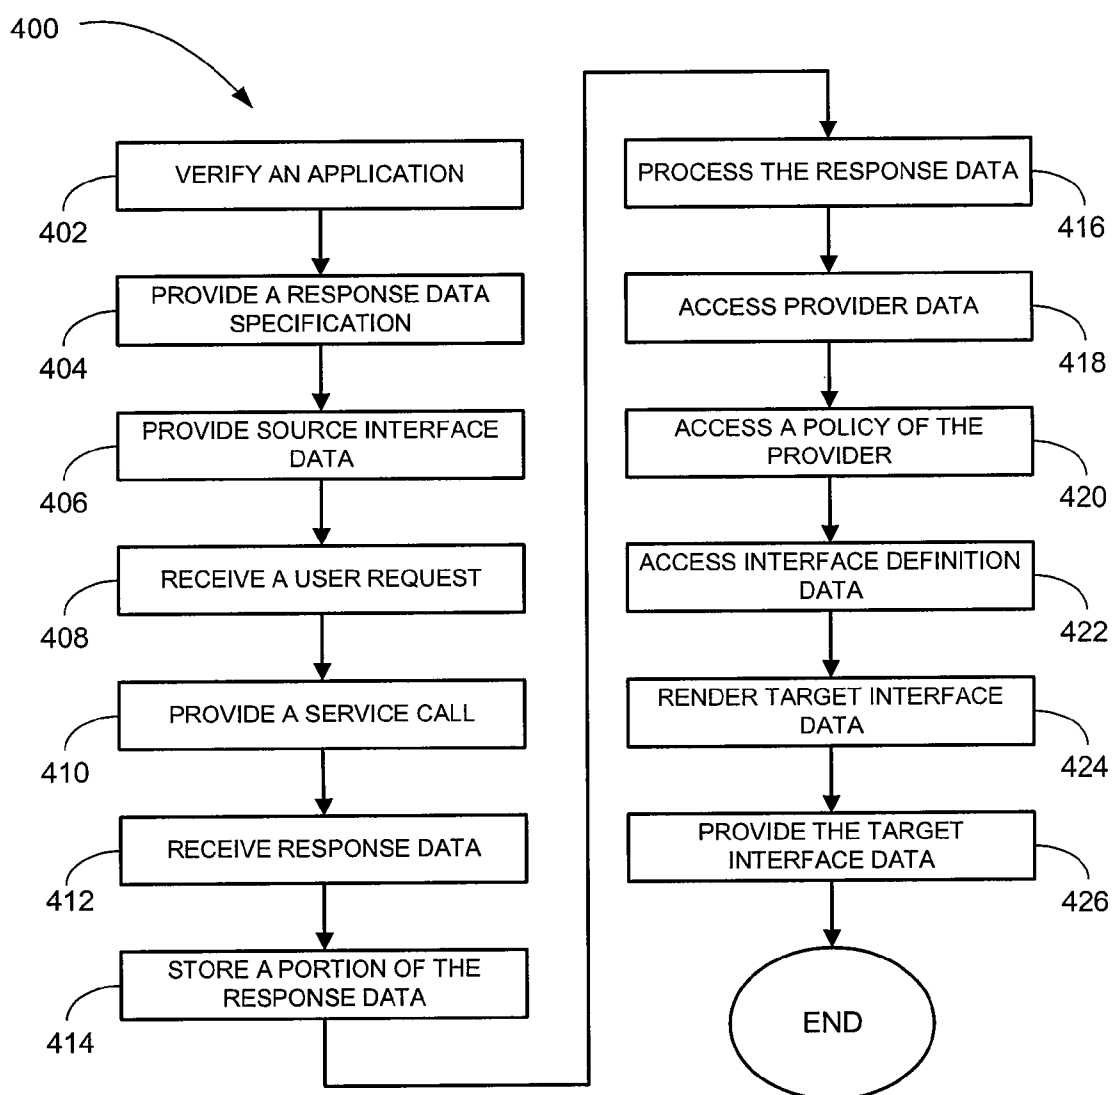 400
VERIFY AN APPLICATION
402
PROVIDE A RESPONSE DATA
SPECIFICATION
404
PROVIDE SOURCE INTERFACE
DATA
406
RECEIVE A USER REQUEST
408
PROVIDE A SERVICE CALL
410
RECEIVE RESPONSE DATA
412
STORE A PORTION OF THE
RESPONSE DATA
414
PROCESS THE RESPONSE DATA
416
ACCESS PROVIDER DATA
418
ACCESS A POLICY OF THE
PROVIDER
420
ACCESS INTERFACE DEFINITION
DATA
422
RENDER TARGET INTERFACE
DATA
424
PROVIDE THE TARGET
INTERFACE DATA
426
END